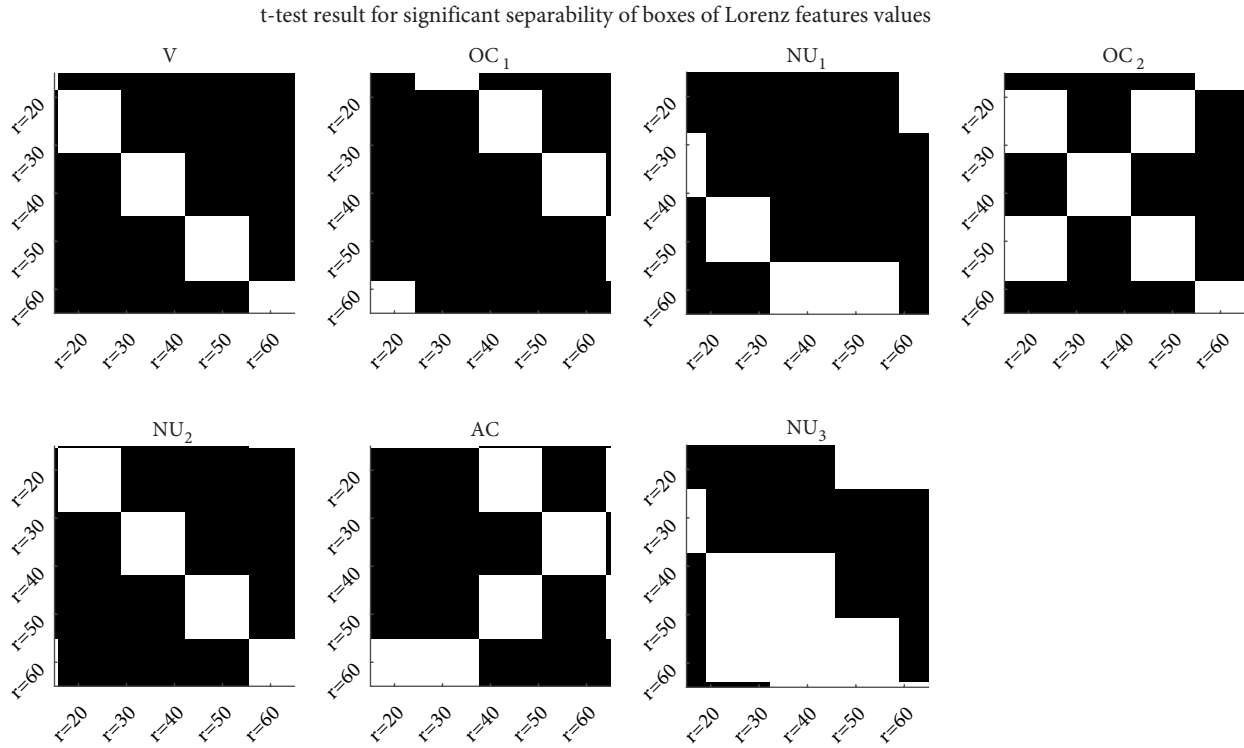 t-test result for significant separability of boxes of Lorenz features values
V
r=20
r=30
r=40
r=50
r=60
r=20
r=30
r=40
r=50
r=60
OC₁
r=20
r=30
r=40
r=50
r=60
r=20
r=30
r=40
r=50
r=60
NU₁
r=20
r=30
r=40
r=50
r=60
r=20
r=30
r=40
r=50
r=60
OC₂
r=20
r=30
r=40
r=50
r=60
r=20
r=30
r=40
r=50
r=60
NU₂
r=20
r=30
r=40
r=50
r=60
r=20
r=30
r=40
r=50
r=60
AC
r=20
r=30
r=40
r=50
r=60
r=20
r=30
r=40
r=50
r=60
NU₃
r=20
r=30
r=40
r=50
r=60
r=20
r=30
r=40
r=50
r=60